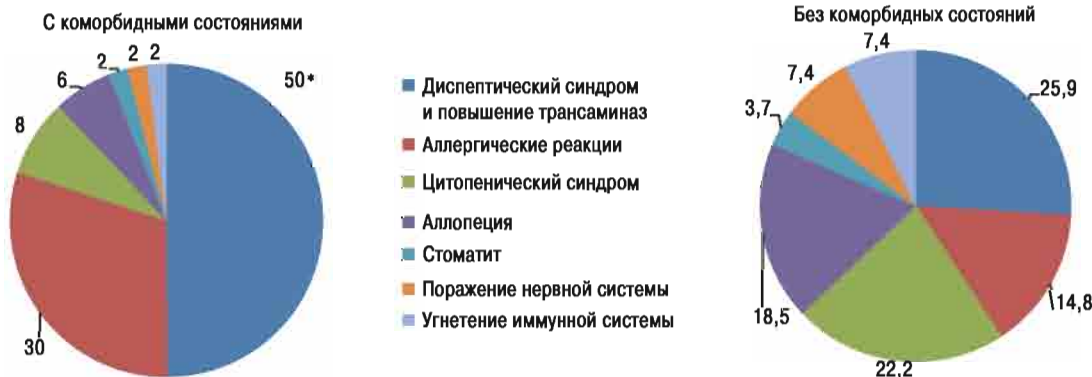 С коморбидными состояниями
2
2
2
6
8
30
50*
Диспептический синдром
и повышение трансаминаз
Аллергические реакции
Цитопенический синдром
Аллопеция
Стоматит
Поражение нервной системы
Угнетение иммунной системы
Без коморбидных состояний
7,4
7,4
3,7
18,5
22,2
14,8
25,9